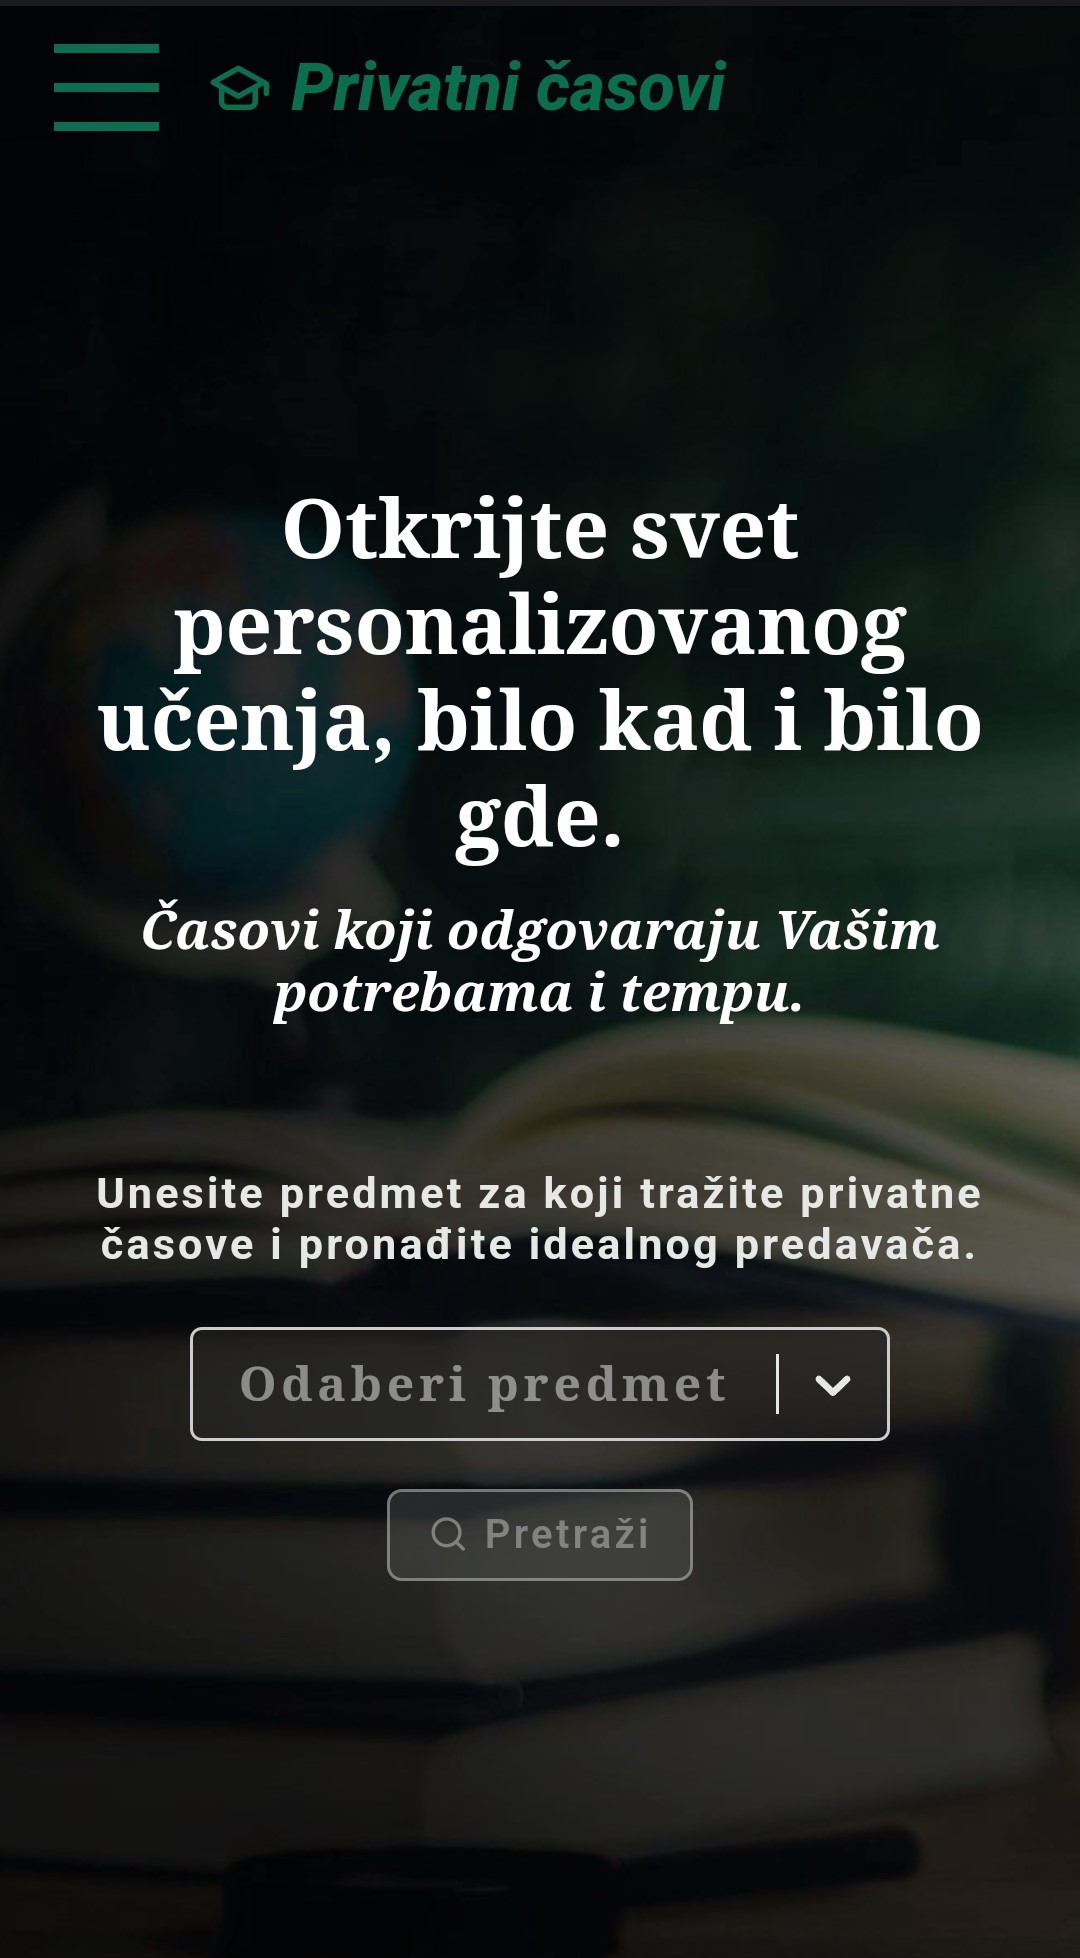 Privatni časovi
Otkrijte svet
personalizovanog
učenja, bilo kad i bilo
gde.
Časovi koji odgovaraju Vašim
potrebama i tempu.
Unesite predmet za koji tražite privatne
časove i pronađite idealnog predavača.
Odaberi predmet
Pretraži